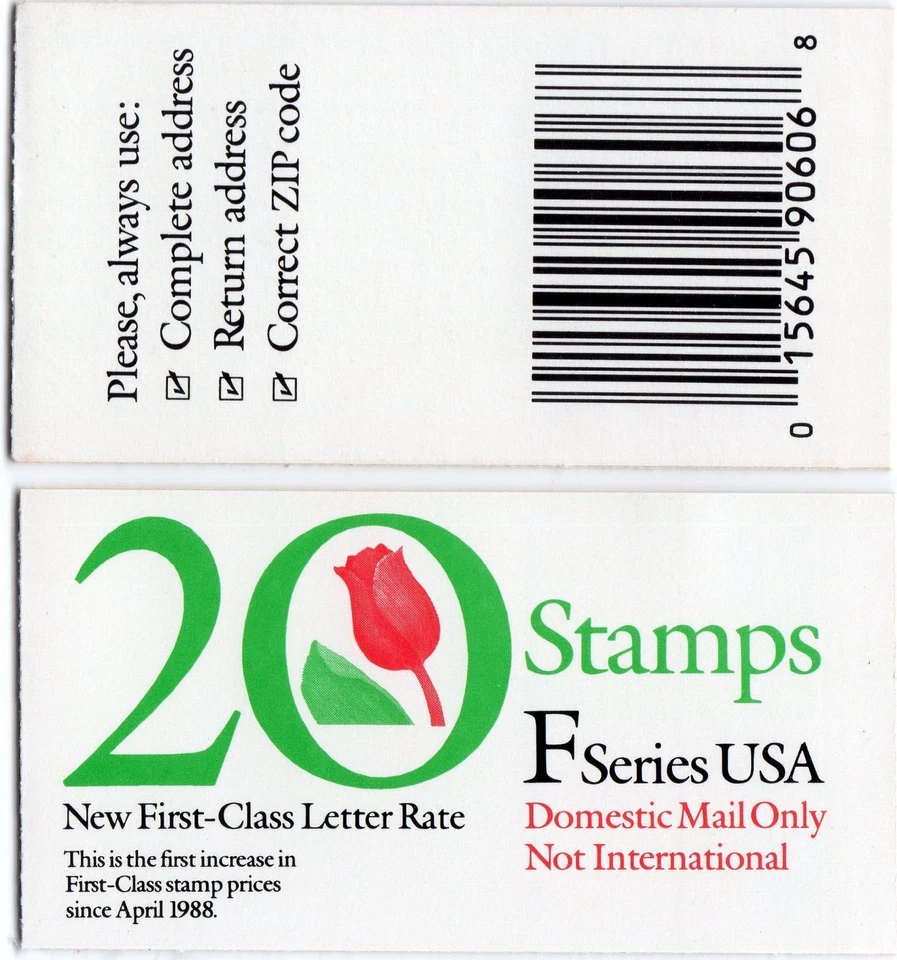 Please, always use:
☑ Complete address
☑ Return address
☑ Correct ZIP code
0 15645 90606 8
20 Stamps
F Series USA
New First-Class Letter Rate
Domestic Mail Only
Not International
This is the first increase in
First-Class stamp prices
since April 1988.